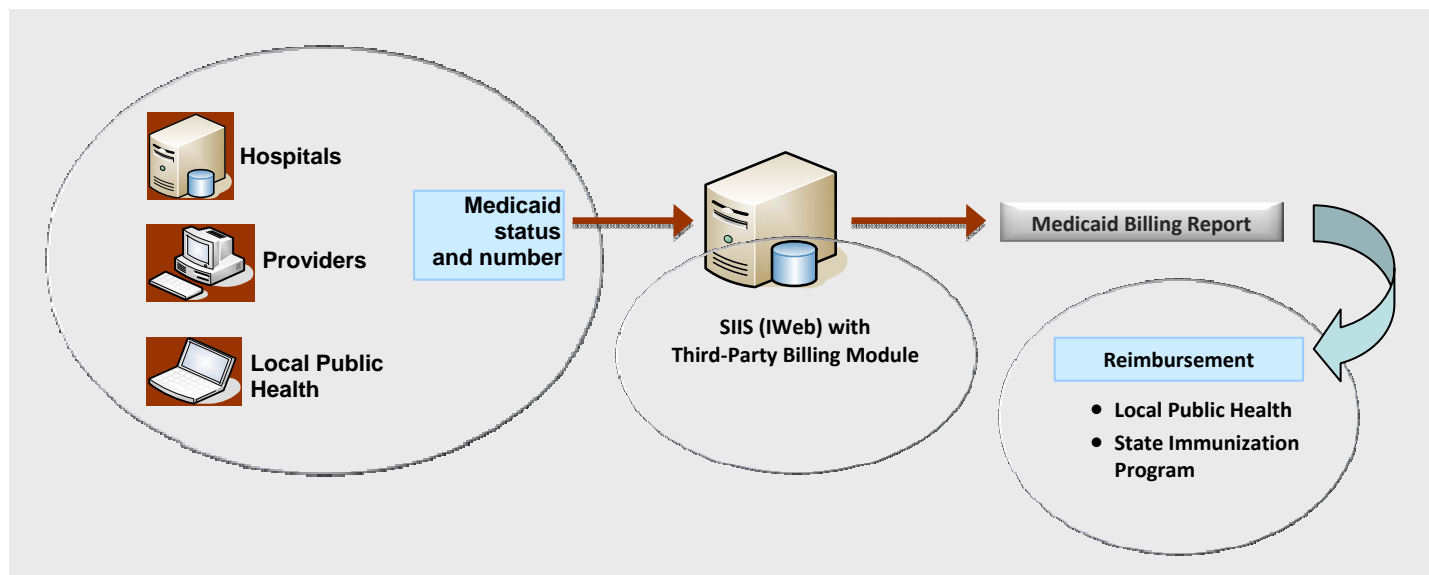 Hospitals
Providers
Local Public
Health
Medicaid
status
and number
SIIS (IWeb) with
Third-Party Billing Module
Medicaid Billing Report
Reimbursement
• Local Public Health
• State Immunization
Program